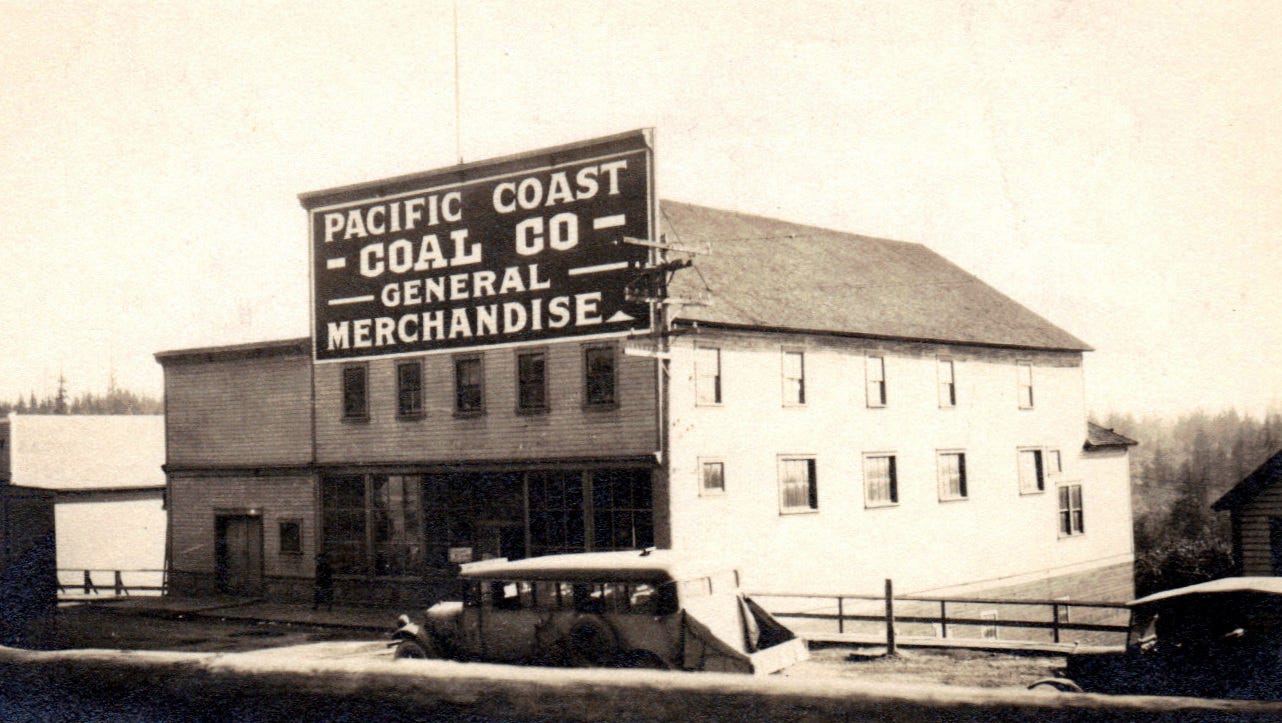 PACIFIC COAST
- COAL CO -
- GENERAL -
MERCHANDISE